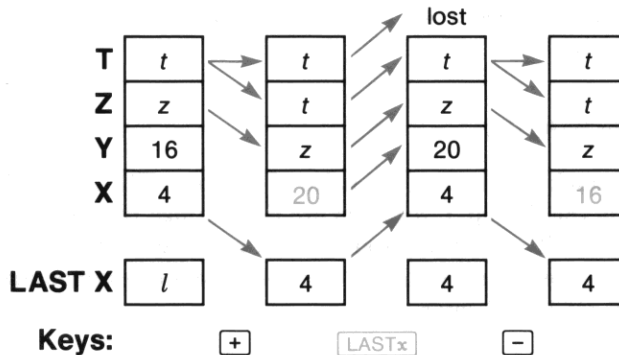 lost
T t t t t
Z z t z t
Y 16 z 20 z
X 4 20 4 16
LAST X l 4 4 4
Keys: + LASTx −